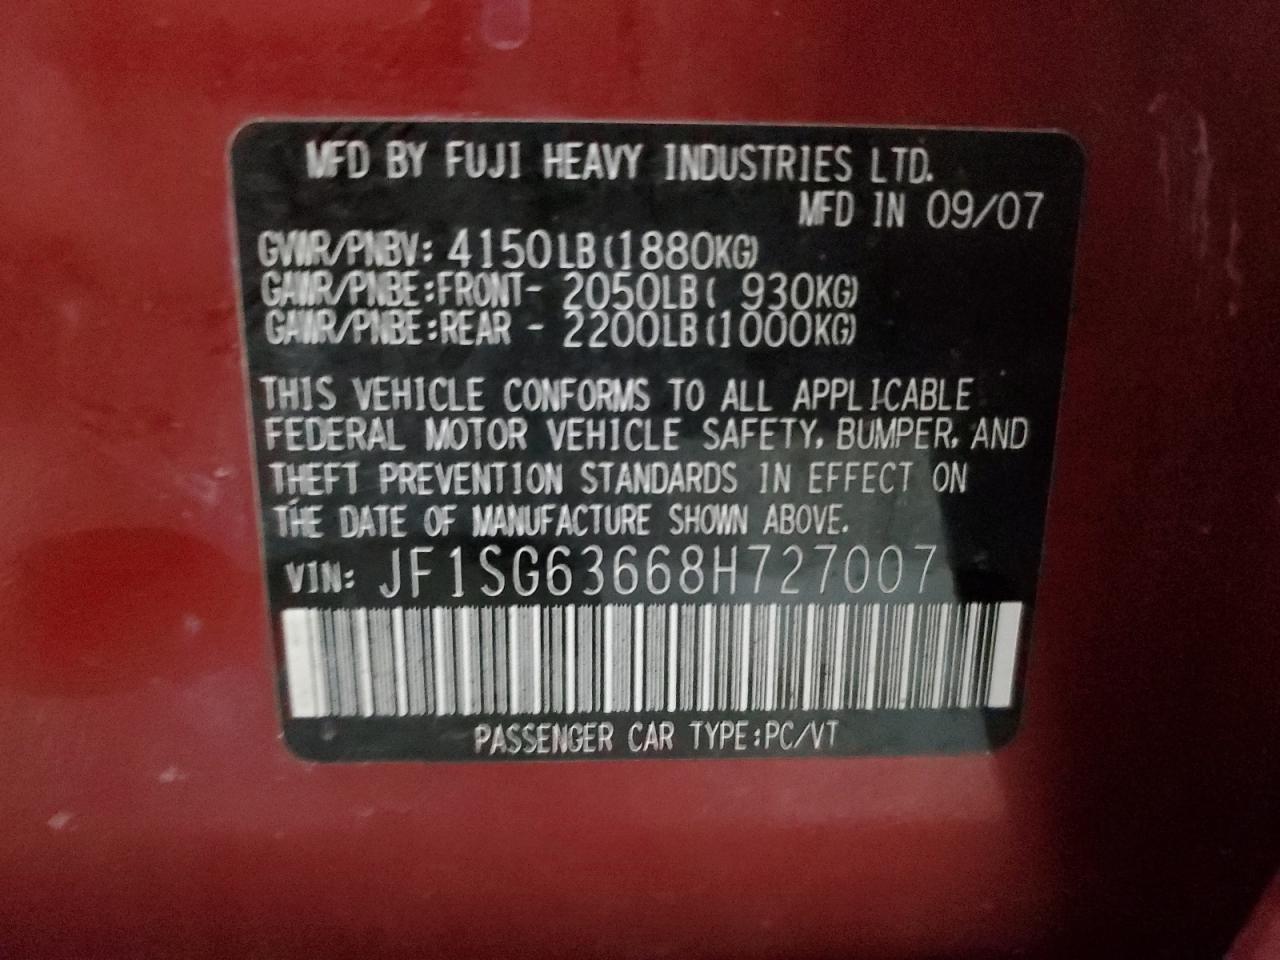 MFD BY FUJI HEAVY INDUSTRIES LTD.
MFD IN 09/07
GVWR/PNBV: 4150LB(1880KG)
GAWR/PNBE:FRONT- 2050LB( 930KG)
GAWR/PNBE:REAR - 2200LB(1000KG)
THIS VEHICLE CONFORMS TO ALL APPLICABLE
FEDERAL MOTOR VEHICLE SAFETY, BUMPER, AND
THEFT PREVENTION STANDARDS IN EFFECT ON
THE DATE OF MANUFACTURE SHOWN ABOVE.
VIN: JF1SG63668H727007
PASSENGER CAR TYPE:PC/VT